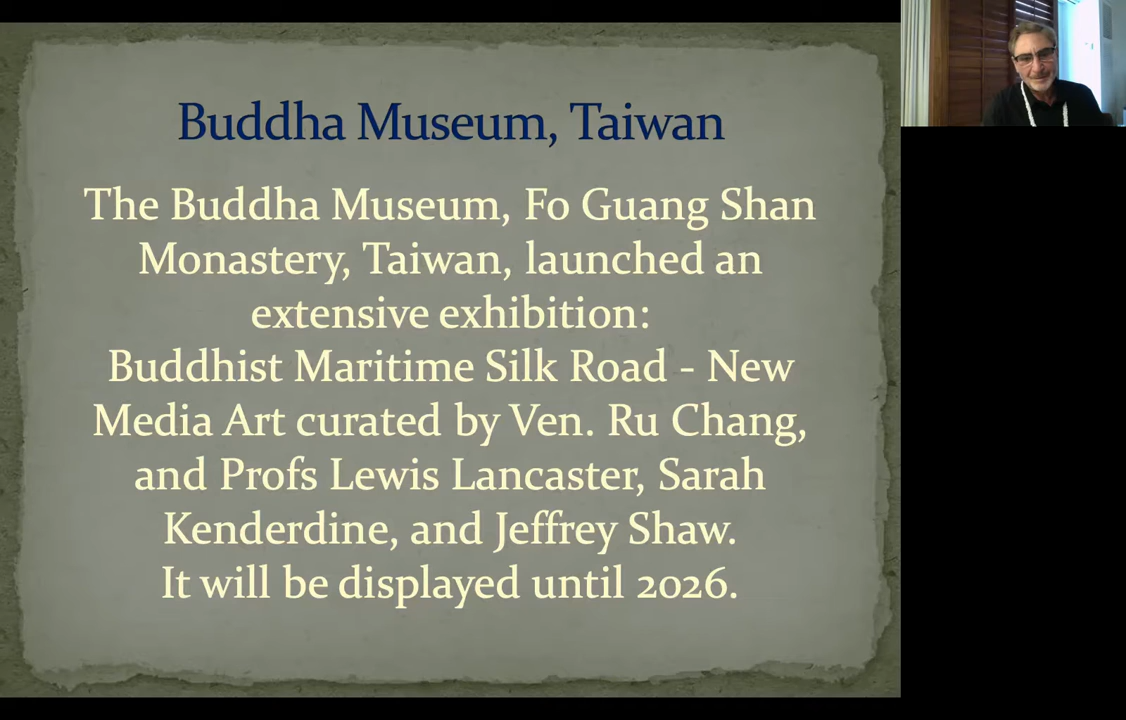 Buddha Museum, Taiwan
The Buddha Museum, Fo Guang Shan
Monastery, Taiwan, launched an
extensive exhibition:
Buddhist Maritime Silk Road - New
Media Art curated by Ven. Ru Chang,
and Profs Lewis Lancaster, Sarah
Kenderdine, and Jeffrey Shaw.
It will be displayed until 2026.